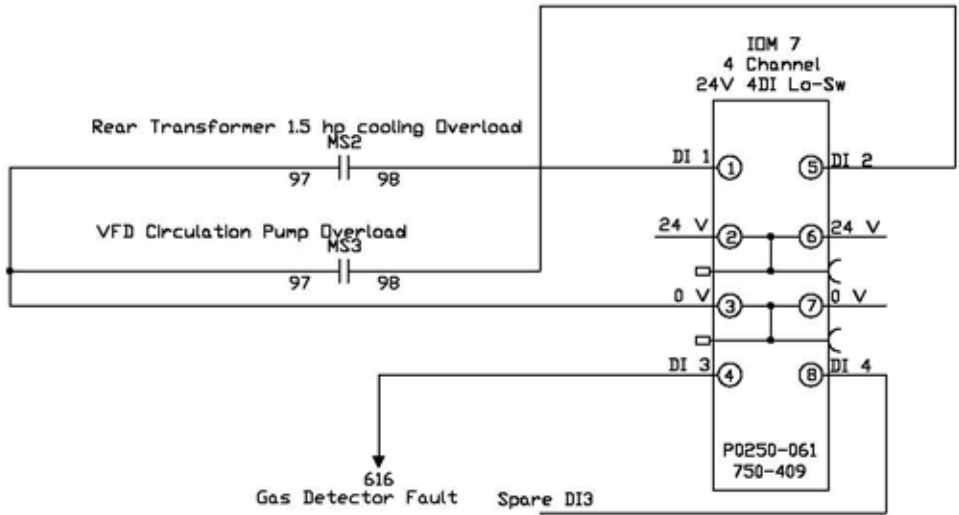 IOM 7
4 Channel
24V 4DI Lo-Sw
Rear Transformer 1.5 hp cooling Overload
MS2
97 98
DI 1 1 5 DI 2
VFD Circulation Pump Overload
MS3
97 98
24 V 2 6 24 V
0 V 3 7 0 V
DI 3 4 8 DI 4
616
Gas Detector Fault
Spare DI3
P0250-061
750-409